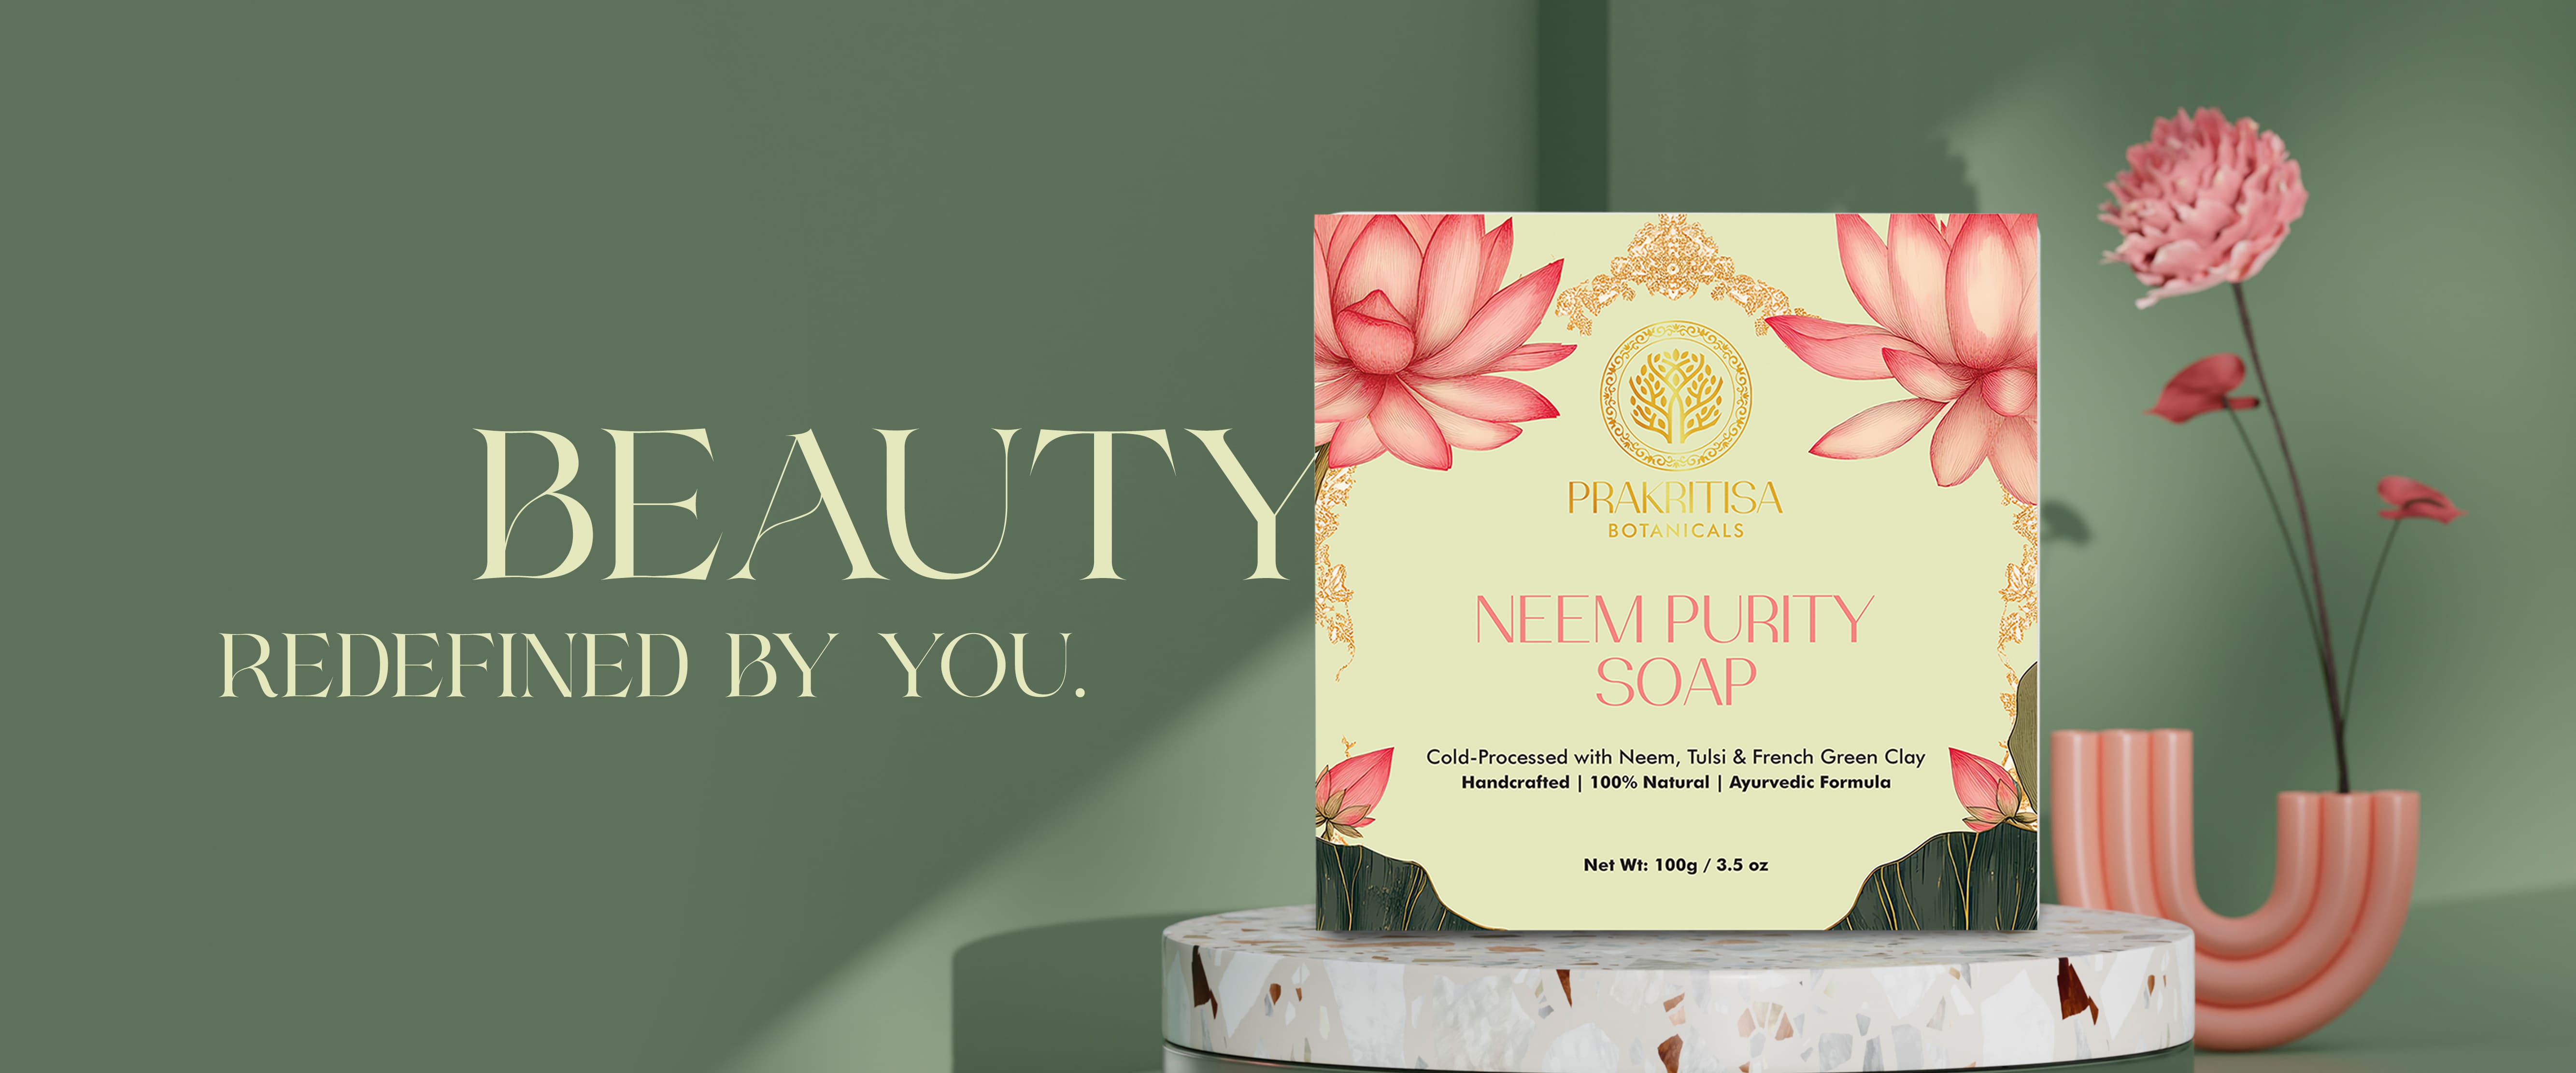 BEAUTY
REDEFINED BY YOU.
PRAKRITISA
BOTANICALS
NEEM PURITY
SOAP
Cold-Processed with Neem, Tulsi & French Green Clay
Handcrafted | 100% Natural | Ayurvedic Formula
Net Wt: 100g / 3.5 oz